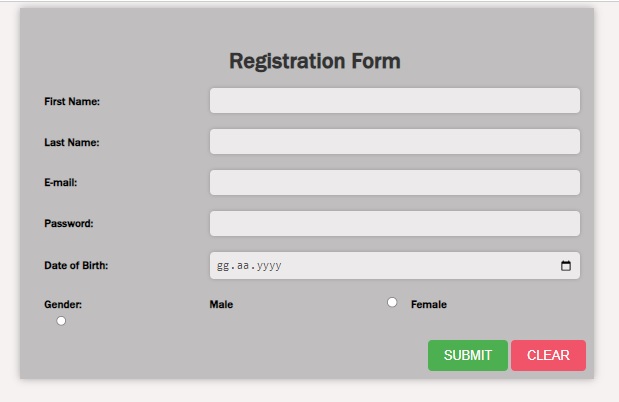 Registration Form
First Name:
Last Name:
E-mail:
Password:
Date of Birth: gg.aa.yyyy
Gender: Male Female
SUBMIT CLEAR